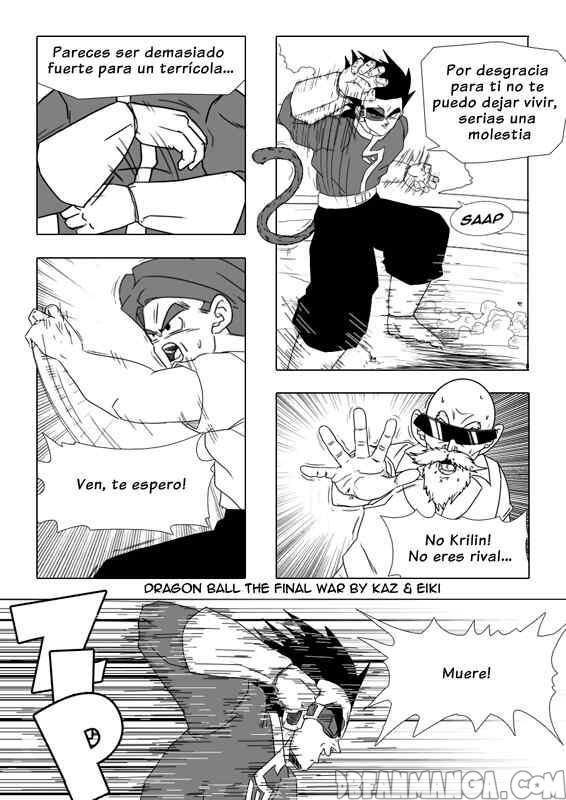 Pareces ser demasiado
fuerte para un terrícola...
Por desgracia
para ti no te
puedo dejar vivir,
serias una
molestia
SAAP
Ven, te espero!
No Krilin!
No eres rival...
DRAGON BALL THE FINAL WAR BY KAZ & EIKI
ZIP
Muere!
DBFANMANGA.COM